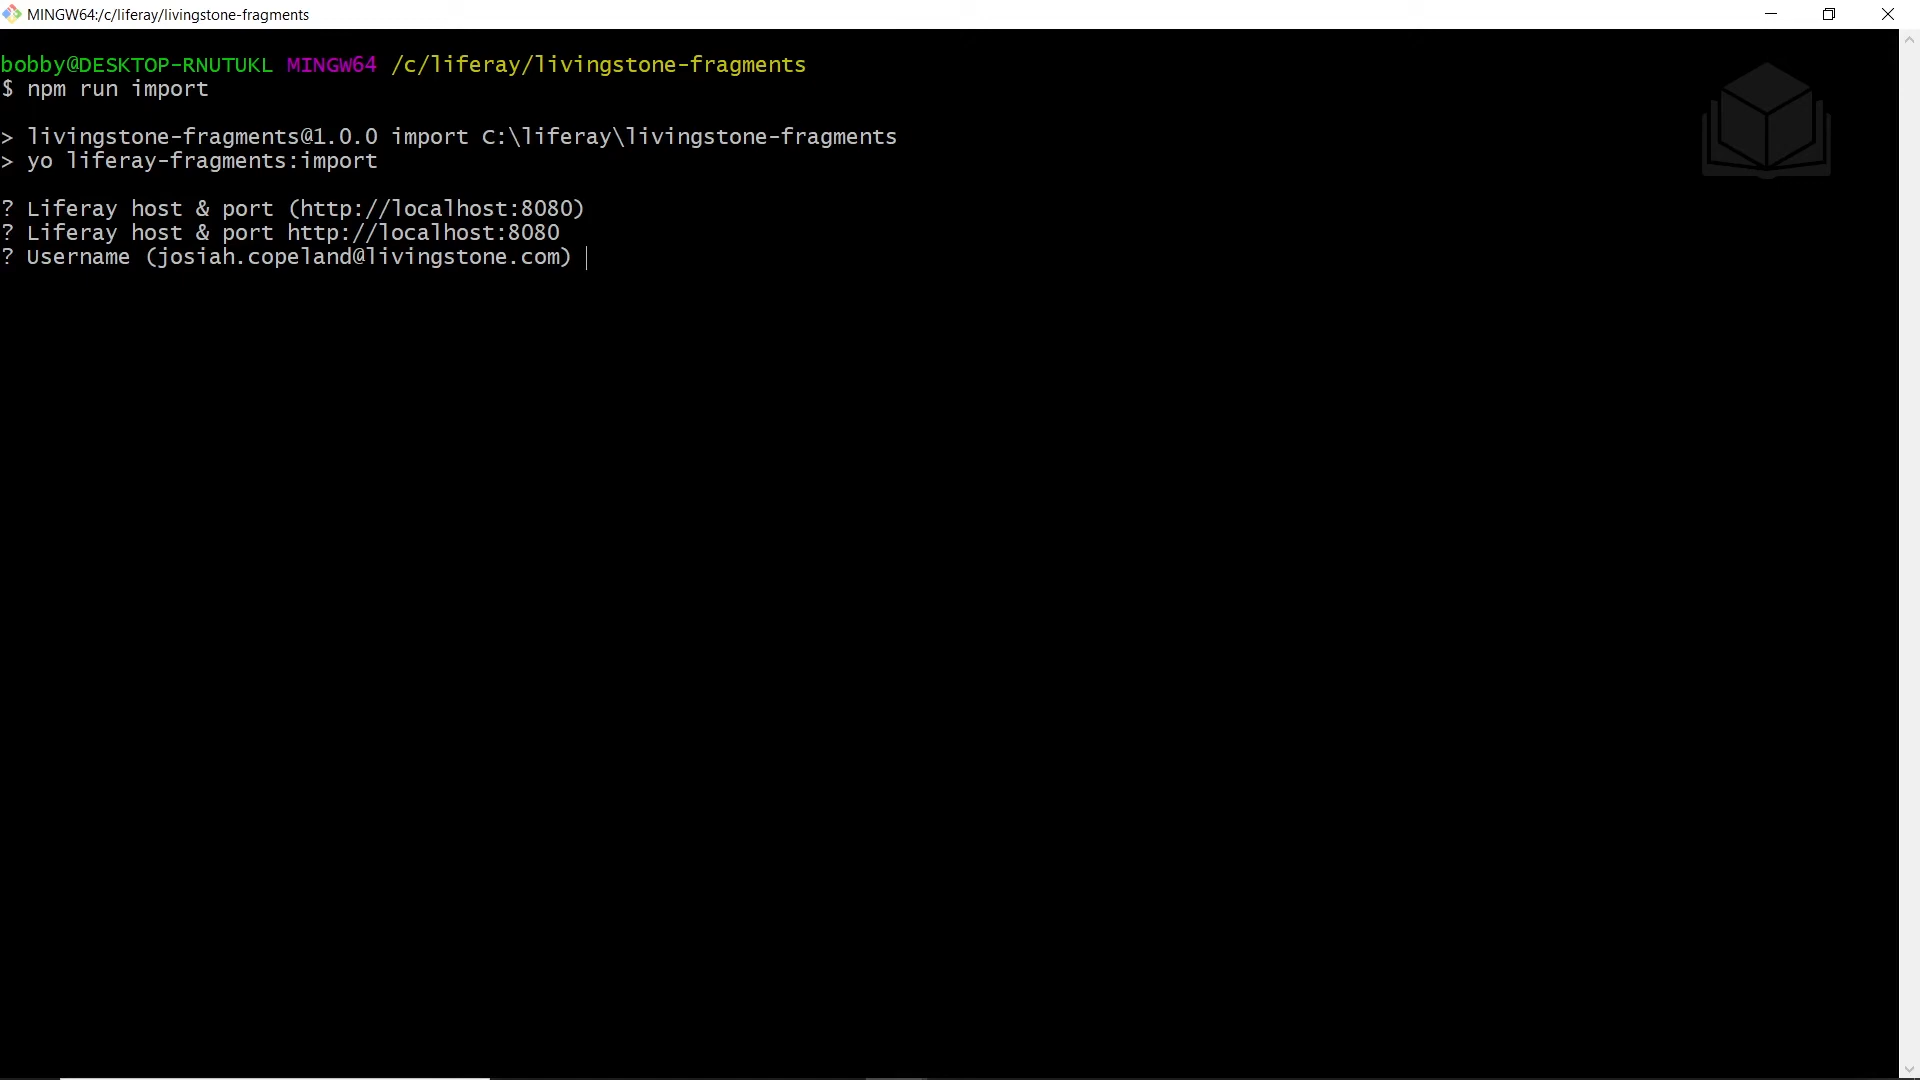 MINGW64:/c/liferay/livingstone-fragments
bobby@DESKTOP-RNUTUKL MINGW64 /c/liferay/livingstone-fragments
$ npm run import
> livingstone-fragments@1.0.0 import C:\liferay\livingstone-fragments
> yo liferay-fragments:import
? Liferay host & port (http://localhost:8080)
? Liferay host & port http://localhost:8080
? Username (josiah.copeland@livingstone.com)